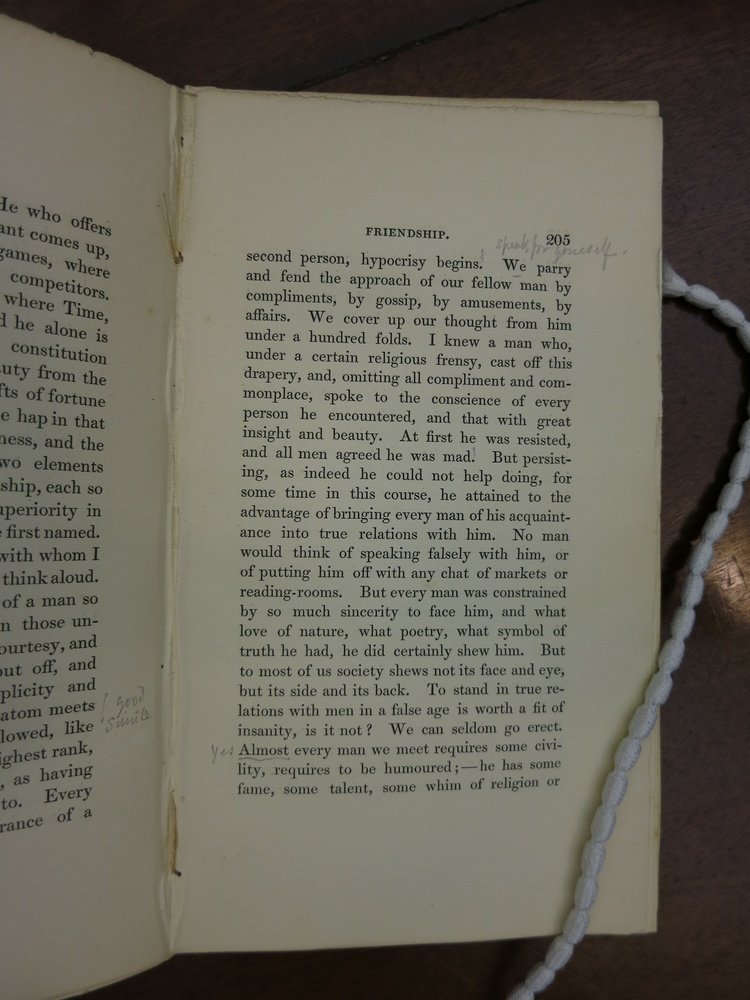 He who offers
ant comes up,
games, where
competitors.
where Time,
d he alone is
constitution
uty from the
fts of fortune
e hap in that
ness, and the
wo elements
ship, each so
uperiority in
first named.
with whom I
think aloud.
of a man so
n those un-
ourtesy, and
out off, and
plicity and
atom meets
lowed, like
ighest rank,
, as having
to. Every
rance of a
good
FRIENDSHIP.
205
speak for yourself.
second person, hypocrisy begins. We parry
and fend the approach of our fellow man by
compliments, by gossip, by amusements, by
affairs. We cover up our thought from him
under a hundred folds. I knew a man who,
under a certain religious frensy, cast off this
drapery, and, omitting all compliment and com-
monplace, spoke to the conscience of every
person he encountered, and that with great
insight and beauty. At first he was resisted,
and all men agreed he was mad. But persist-
ing, as indeed he could not help doing, for
some time in this course, he attained to the
advantage of bringing every man of his acquaint-
ance into true relations with him. No man
would think of speaking falsely with him, or
of putting him off with any chat of markets or
reading-rooms. But every man was constrained
by so much sincerity to face him, and what
love of nature, what poetry, what symbol of
truth he had, he did certainly shew him. But
to most of us society shews not its face and eye,
but its side and its back. To stand in true re-
lations with men in a false age is worth a fit of
insanity, is it not? We can seldom go erect.
Yes Almost every man we meet requires some civi-
lity, requires to be humoured;—he has some
fame, some talent, some whim of religion or